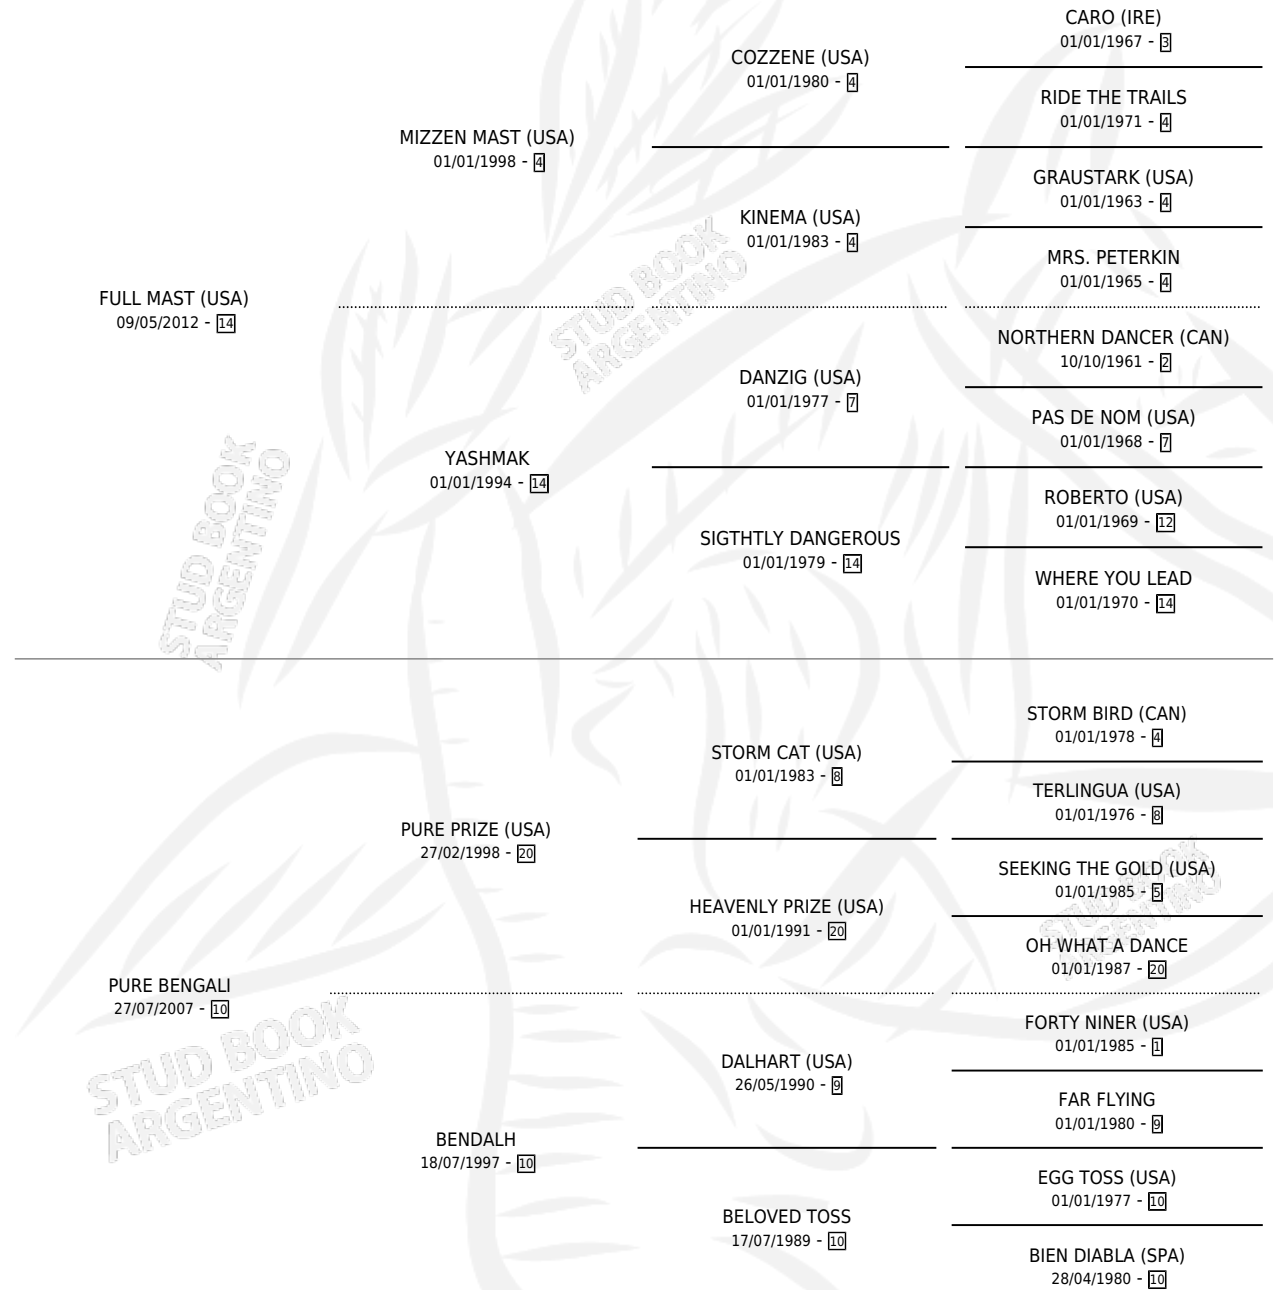 CARO (IRE)
01/01/1967 - 3
COZZENE (USA)
01/01/1980 - 4
RIDE THE TRAILS
01/01/1971 - 4
MIZZEN MAST (USA)
01/01/1998 - 4
GRAUSTARK (USA)
01/01/1963 - 4
KINEMA (USA)
01/01/1983 - 4
MRS. PETERKIN
01/01/1965 - 4
FULL MAST (USA)
09/05/2012 - 14
NORTHERN DANCER (CAN)
10/10/1961 - 2
DANZIG (USA)
01/01/1977 - 7
PAS DE NOM (USA)
01/01/1968 - 7
YASHMAK
01/01/1994 - 14
ROBERTO (USA)
01/01/1969 - 12
SIGTHTLY DANGEROUS
01/01/1979 - 14
WHERE YOU LEAD
01/01/1970 - 14
STORM BIRD (CAN)
01/01/1978 - 4
STORM CAT (USA)
01/01/1983 - 8
TERLINGUA (USA)
01/01/1976 - 8
PURE PRIZE (USA)
27/02/1998 - 20
SEEKING THE GOLD (USA)
01/01/1985 - 5
HEAVENLY PRIZE (USA)
01/01/1991 - 20
OH WHAT A DANCE
01/01/1987 - 20
PURE BENGALI
27/07/2007 - 10
FORTY NINER (USA)
01/01/1985 - 1
DALHART (USA)
26/05/1990 - 9
FAR FLYING
01/01/1980 - 9
BENDALH
18/07/1997 - 10
EGG TOSS (USA)
01/01/1977 - 10
BELOVED TOSS
17/07/1989 - 10
BIEN DIABLA (SPA)
28/04/1980 - 10
STUD BOOK
ARGENTINO
STUD BOOK
ARGENTINO
STUD BOOK
ARGENTINO
STUD BOOK
ARGENTINO